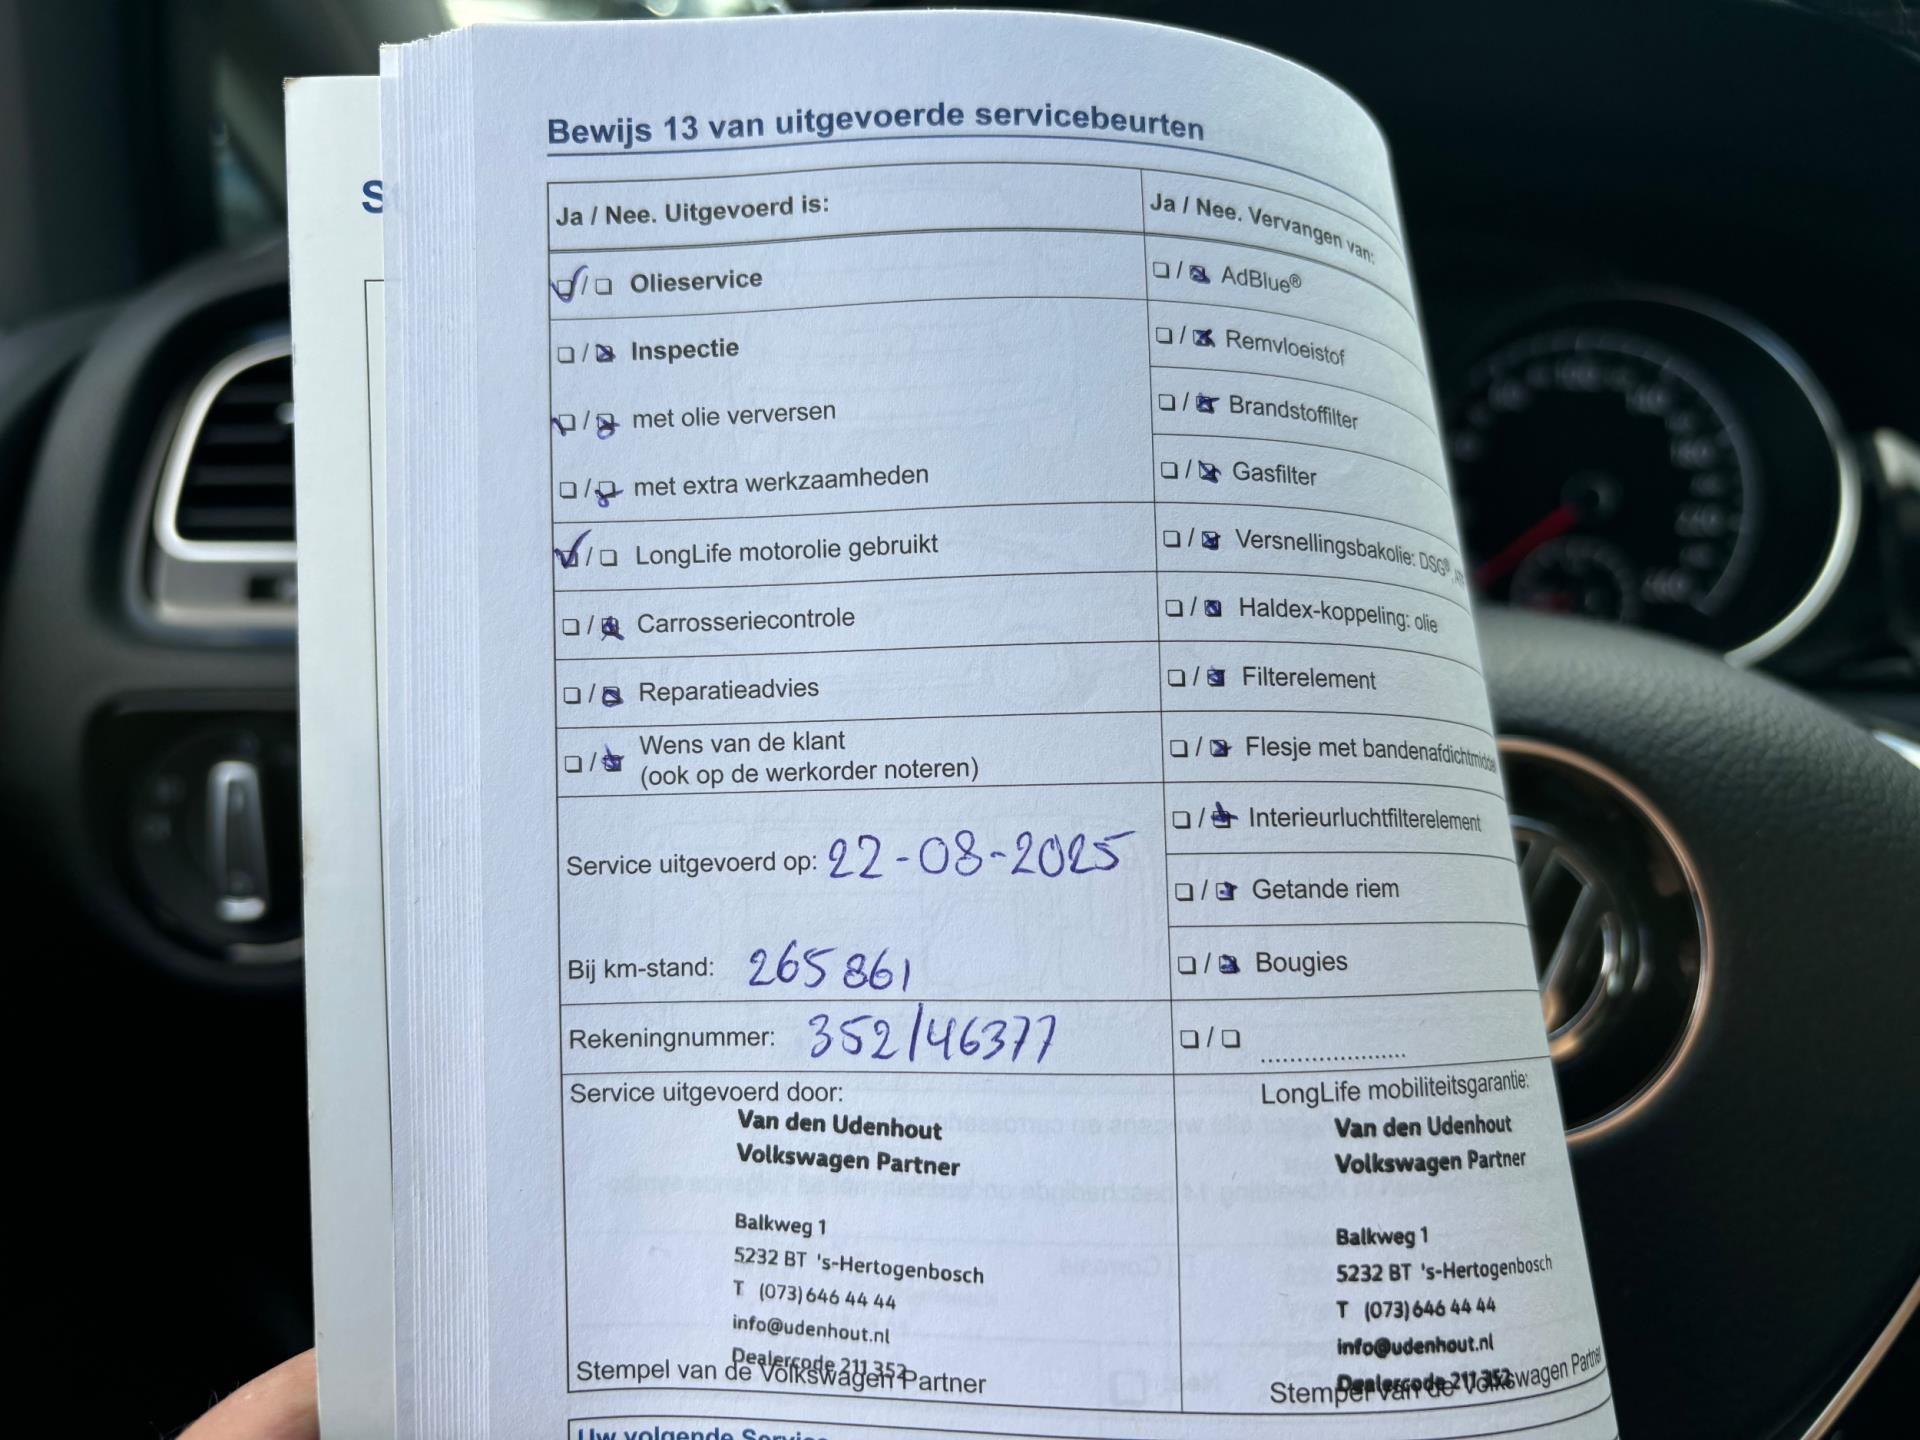 Bewijs 13 van uitgevoerde servicebeurten
Ja / Nee. Uitgevoerd is:
Olieservice
Inspectie
met olie verversen
met extra werkzaamheden
LongLife motorolie gebruikt
Carrosseriecontrole
Reparatieadvies
Wens van de klant
(ook op de werkorder noteren)
Service uitgevoerd op: 22-08-2025
Bij km-stand: 265 861
Rekeningnummer: 352/46377
Service uitgevoerd door:
Van den Udenhout
Volkswagen Partner
Balkweg 1
5232 BT 's-Hertogenbosch
T (073) 646 44 44
info@udenhout.nl
Dealercode 211 352
Stempel van de Volkswagen Partner
Ja / Nee. Vervangen van:
AdBlue®
Remvloeistof
Brandstoffilter
Gasfilter
Versnellingsbakolie: DSG®,
Haldex-koppeling: olie
Filterelement
Flesje met bandenafdichtmiddel
Interieurluchtfilterelement
Getande riem
Bougies
LongLife mobiliteitsgarantie:
Van den Udenhout
Volkswagen Partner
Balkweg 1
5232 BT 's-Hertogenbosch
T (073) 646 44 44
info@udenhout.nl
Dealercode 211 352
Stempel van de Volkswagen Partner
Uw volgende